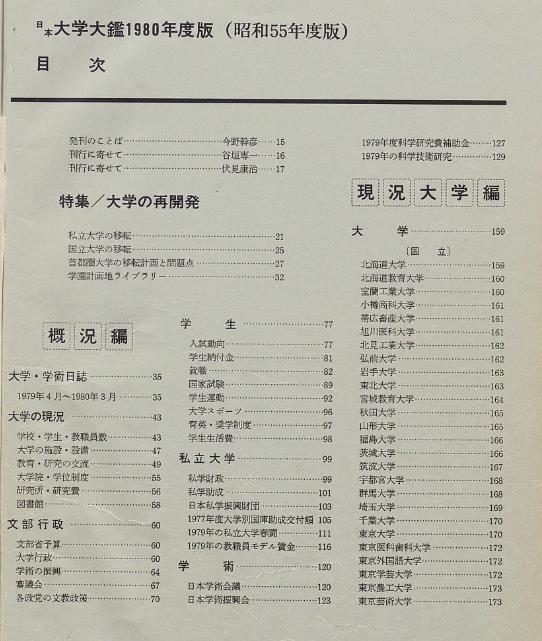 日本大学大鑑1980年度版(昭和55年度版)
目 次
発刊のことば……今野幹彦……15
刊行に寄せて……谷垣専一……16
刊行に寄せて……伏見康治……17
特集/大学の再開発
私立大学の移転……21
国立大学の移転……25
首都圏大学の移転計画と問題点……27
学園計画地ライブラリー……32
概況編
大学・学術日誌……35
1979年4月~1980年3月……35
大学の現況……43
学校・学生・教職員数……43
大学の施設・設備……47
教育・研究の交流……49
大学院・学位制度……55
研究所・研究費……56
図書館……58
文部行政……60
文部省予算……60
大学行政……60
学術の振興……64
審議会……67
各政党の文教政策……70
学 生……77
入試動向……77
学生納付金……81
就職……82
国家試験……89
学生運動……92
大学スポーツ……96
育英・奨学制度……97
学生生活費……98
私立大学……99
私学財政……99
私学助成……101
日本私学振興財団……103
1977年度大学別国庫助成交付額 105
1979年の私立大学春闘……111
1979年の教職員モデル賃金……116
学 術……120
日本学術会議……120
日本学術振興会……123
1979年度科学研究費補助金……127
1979年の科学技術研究……129
現況大学編
大 学……159
〔国 立〕
北海道大学……159
北海道教育大学……160
室蘭工業大学……160
小樽商科大学……161
帯広畜産大学……161
旭川医科大学……161
北見工業大学……162
弘前大学……162
岩手大学……163
東北大学……163
宮城教育大学……164
秋田大学……165
山形大学……165
福島大学……166
茨城大学……166
筑波大学……167
宇都宮大学……168
群馬大学……168
埼玉大学……169
千葉大学……170
東京大学……170
東京医科歯科大学……172
東京外国語大学……172
東京学芸大学……172
東京農工大学……173
東京芸術大学……173